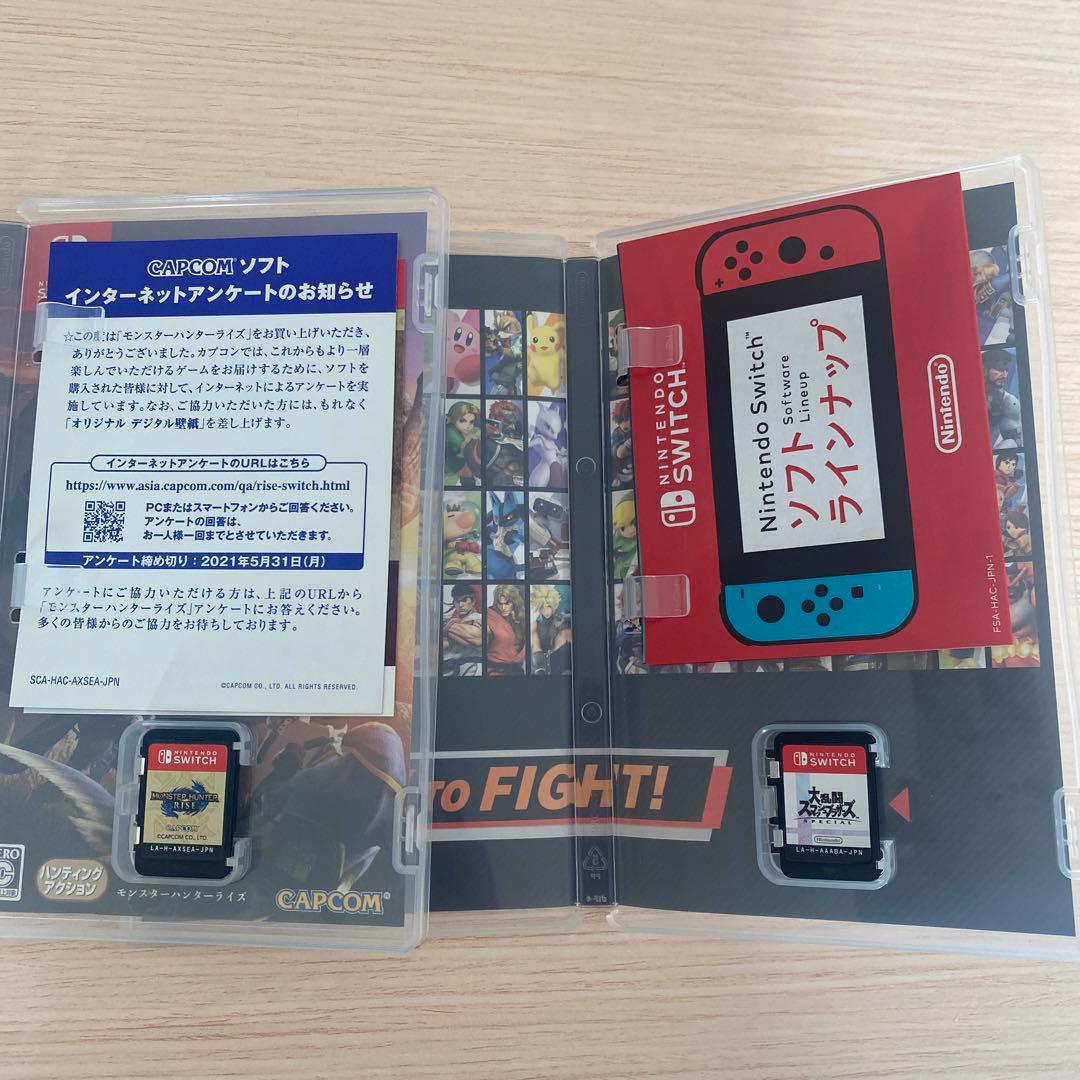 CAPCOM ソフト
インターネットアンケートのお知らせ
☆この度は「モンスターハンターライズ」をお買い上げいただき、
ありがとうございました。カプコンでは、これからもより一層
楽しんでいただけるゲームをお届けするために、ソフトを
購入された皆様に対して、インターネットによるアンケートを実
施しています。なお、ご協力いただいた方には、もれなく
「オリジナル デジタル壁紙」を差し上げます。
インターネットアンケートのURLはこちら
https://www.asia.capcom.com/qa/rise-switch.html
PCまたはスマートフォンからご回答ください。
アンケートの回答は、
お一人様一回までとさせていただきます。
アンケート締め切り：2021年5月31日(月)
アンケートにご協力いただける方は、上記のURLから
「モンスターハンターライズ」アンケートにお答えください。
多くの皆様からのご協力をお待ちしております。
SCA-HAC-AXSEA-JPN
©CAPCOM CO., LTD. ALL RIGHTS RESERVED.
NINTENDO
SWITCH
MONSTER HUNTER
RISE
CAPCOM
©CAPCOM CO., LTD.
LA-H-AXSEA-JPN
ハンティング
アクション
モンスターハンターライズ
CAPCOM
NINTENDO
SWITCH™
Nintendo Switch™
Software
Lineup
ソフト
ラインナップ
Nintendo
FSA-HAC-JPN-1
to FIGHT!
NINTENDO
SWITCH
大乱闘
スマッシュブラザーズ
SPECIAL
Nintendo
LA-H-AAABA-JPN